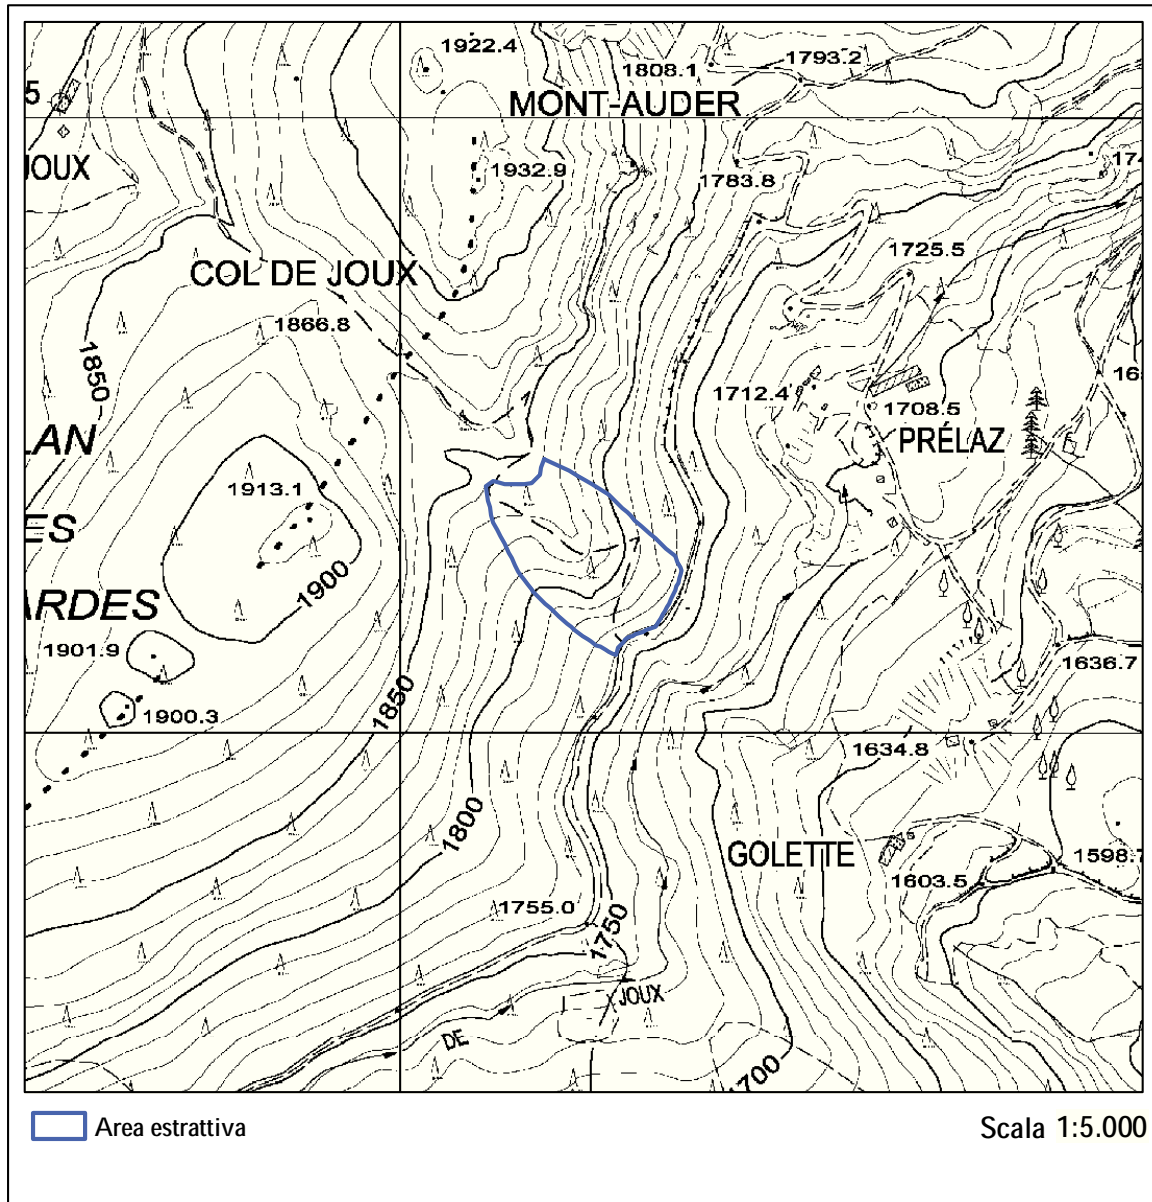 1922.4
1808.1
1793.2
5
MONT-AUDER
JOUX
1932.9
1783.8
COL DE JOUX
1725.5
1866.8
1850
1712.4
1708.5
LAN
PRÉLAZ
1913.1
ES
1900
ARDES
1901.9
1636.7
1850
1900.3
1634.8
1800
GOLETTE
1598.7
1603.5
1755.0
1750
JOUX
DE
1700
Area estrattiva
Scala 1:5.000